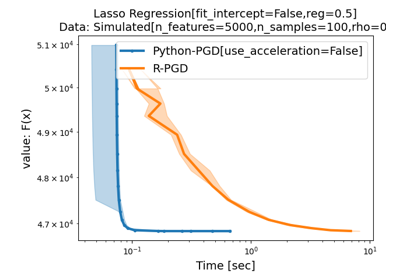 Lasso Regression[fit_intercept=False,reg=0.5]
Data: Simulated[n_features=5000,n_samples=100,rho=0
Python-PGD[use_acceleration=False]
R-PGD
value: F(x)
5.1 × 10⁴
5 × 10⁴
4.9 × 10⁴
4.8 × 10⁴
4.7 × 10⁴
10⁻¹ 10⁰ 10¹
Time [sec]